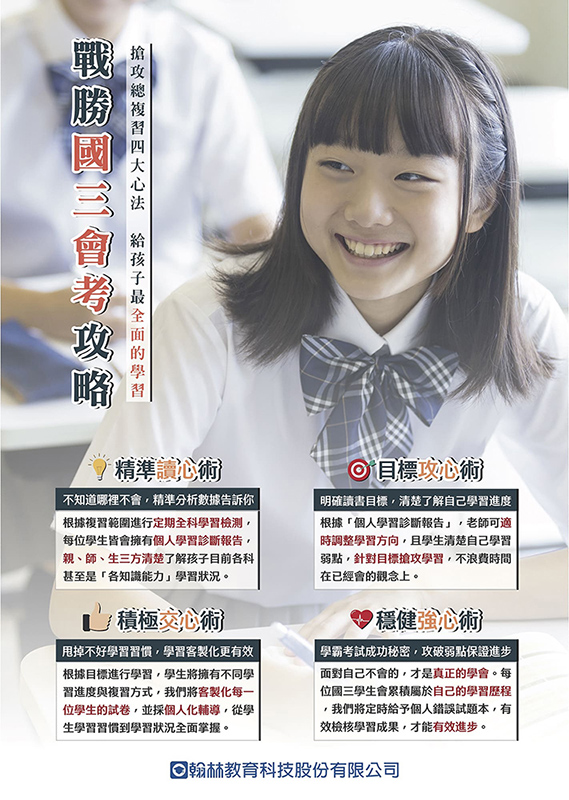 戰勝國三會考攻略
搶攻總複習四大心法 給孩子最全面的學習
精準讀心術
不知道哪裡不會，精準分析數據告訴你
根據複習範圍進行定期全科學習檢測，
每位學生皆會擁有個人學習診斷報告，
親、師、生三方清楚了解孩子目前各科
甚至是「各知識能力」學習狀況。
目標攻心術
明確讀書目標，清楚了解自己學習進度
根據「個人學習診斷報告」，老師可適
時調整學習方向，且學生清楚自己學習
弱點，針對目標搶攻學習，不浪費時間
在已經會的觀念上。
積極交心術
甩掉不好學習習慣，學習客製化更有效
根據目標進行學習，學生將擁有不同學
習進度與複習方式，我們將客製化每一
位學生的試卷，並採個人化輔導，從學
生學習習慣到學習狀況全面掌握。
穩健強心術
學霸考試成功秘密，攻破弱點保證進步
面對自己不會的，才是真正的學會。每
位國三學生會累積屬於自己的學習歷程
，我們將定時給予個人錯誤試題本，有
效檢核學習成果，才能有效進步。
翰林教育科技股份有限公司